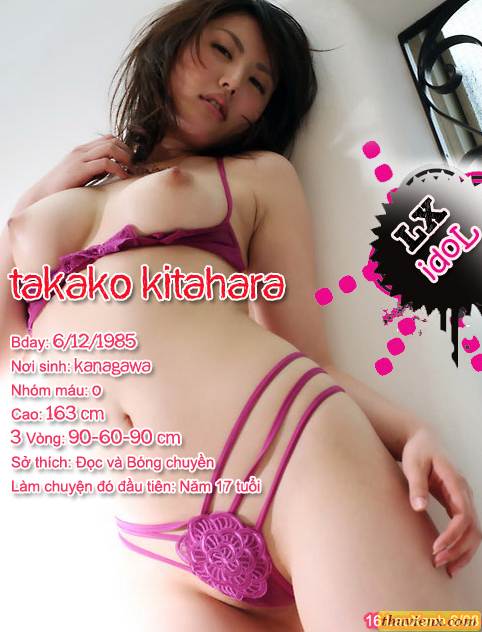 LX
idoL
takako kitahara
Bday: 6/12/1985
Nơi sinh: kanagawa
Nhóm máu: o
Cao: 163 cm
3 Vòng: 90-60-90 cm
Sở thích: Đọc và Bóng chuyền
Làm chuyện đó đầu tiên: Năm 17 tuổi
thuvienx.com